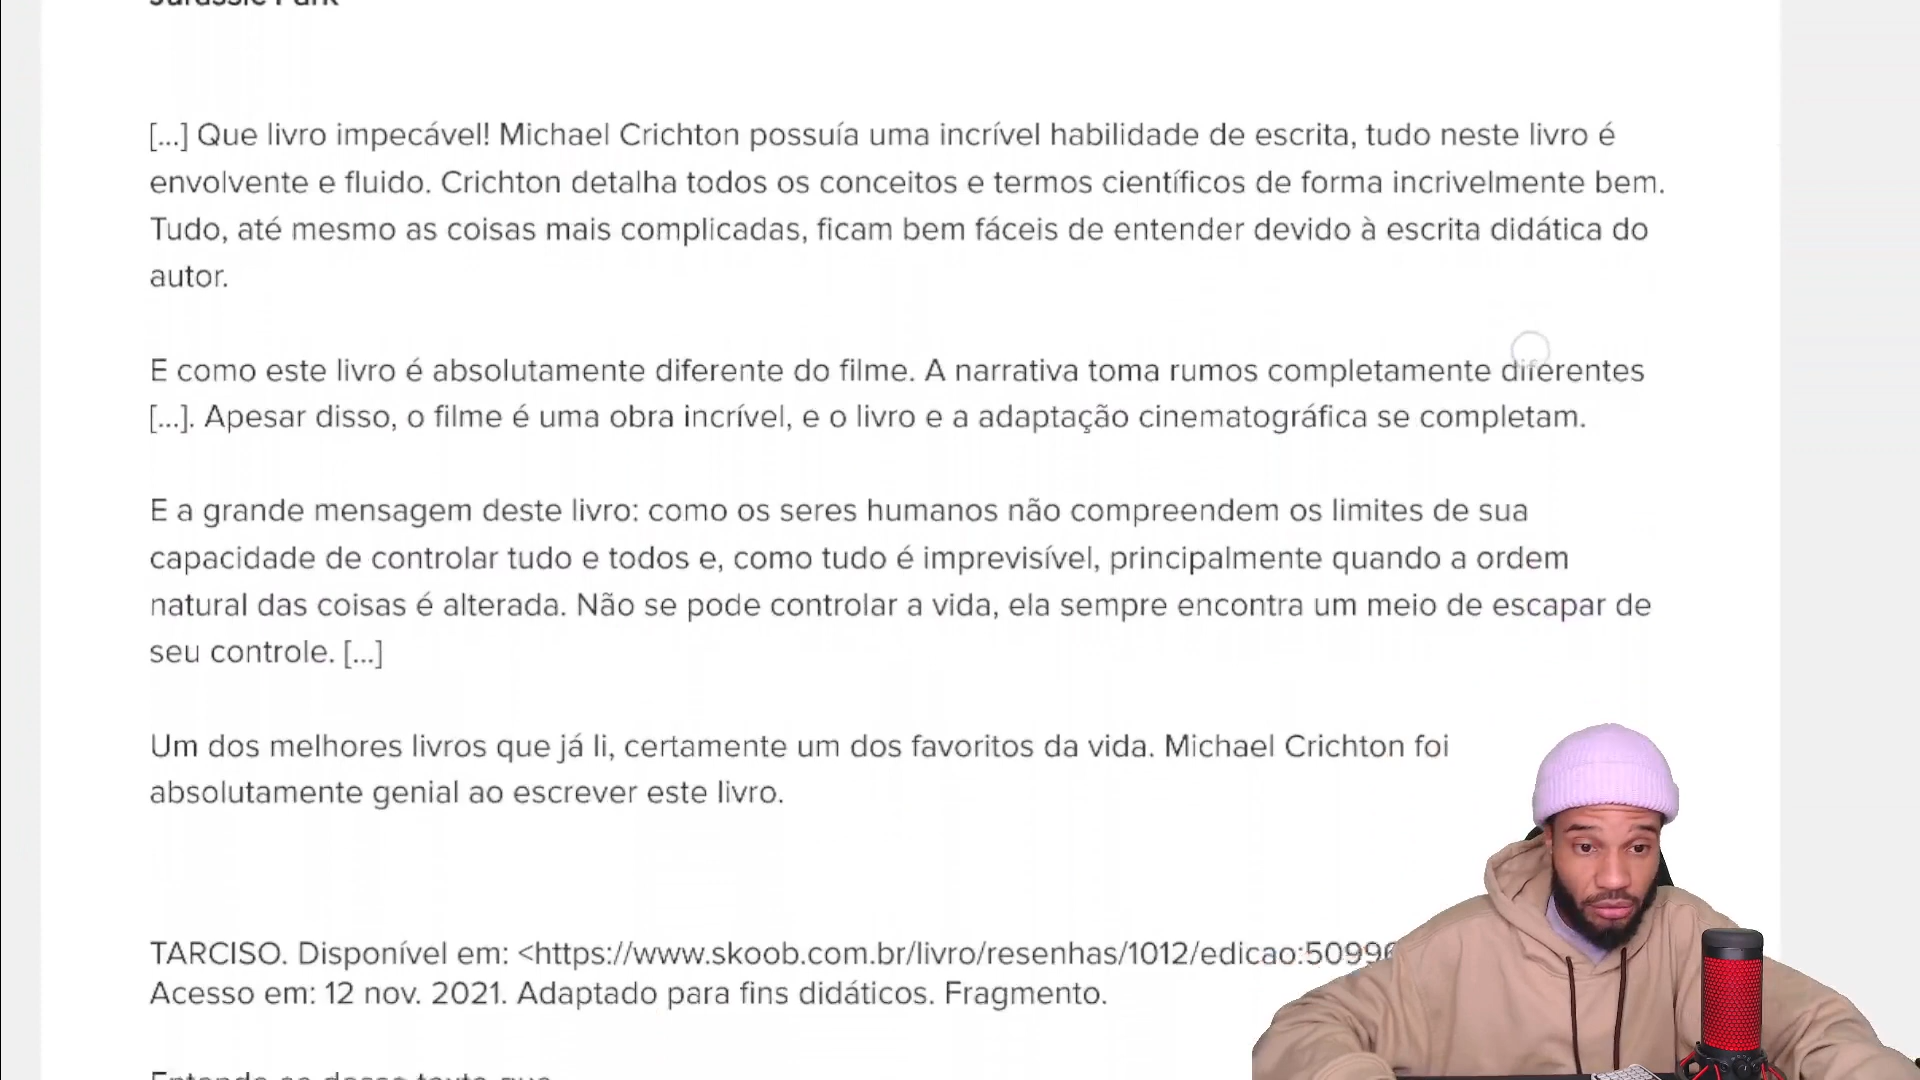 Jurassic Park
[...] Que livro impecável! Michael Crichton possuía uma incrível habilidade de escrita, tudo neste livro é
envolvente e fluido. Crichton detalha todos os conceitos e termos científicos de forma incrivelmente bem.
Tudo, até mesmo as coisas mais complicadas, ficam bem fáceis de entender devido à escrita didática do
autor.
E como este livro é absolutamente diferente do filme. A narrativa toma rumos completamente diferentes
[...]. Apesar disso, o filme é uma obra incrível, e o livro e a adaptação cinematográfica se completam.
E a grande mensagem deste livro: como os seres humanos não compreendem os limites de sua
capacidade de controlar tudo e todos e, como tudo é imprevisível, principalmente quando a ordem
natural das coisas é alterada. Não se pode controlar a vida, ela sempre encontra um meio de escapar de
seu controle. [...]
Um dos melhores livros que já li, certamente um dos favoritos da vida. Michael Crichton foi
absolutamente genial ao escrever este livro.
TARCISO. Disponível em: <https://www.skoob.com.br/livro/resenhas/1012/edicao:5099
Acesso em: 12 nov. 2021. Adaptado para fins didáticos. Fragmento.
Entende-se desse texto que